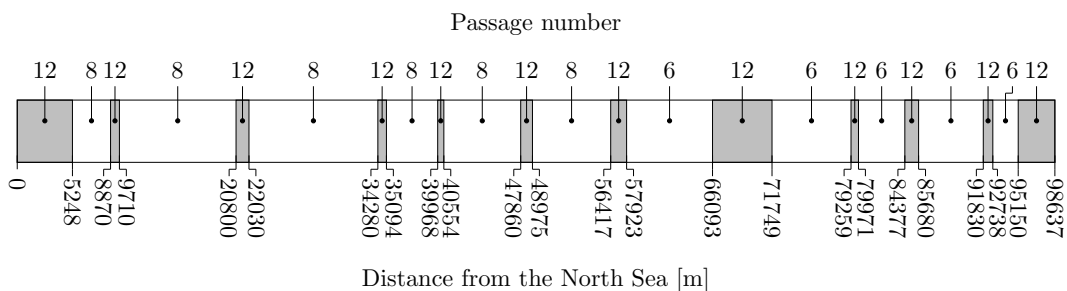 Passage number
12 8 12 8 12 8 12 8 12 8 12 8 12 6 12 6 12 6 12 6 12 6 12
0 5248 8870 9710 20800 22030 34280 35094 39968 40554 47860 48975 56417 57923 66093 71749 79259 79971 84377 85680 91830 92738 95150 98637
Distance from the North Sea [m]